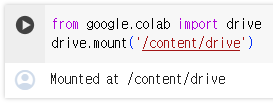 from google.colab import drive
drive.mount('/content/drive')
Mounted at /content/drive